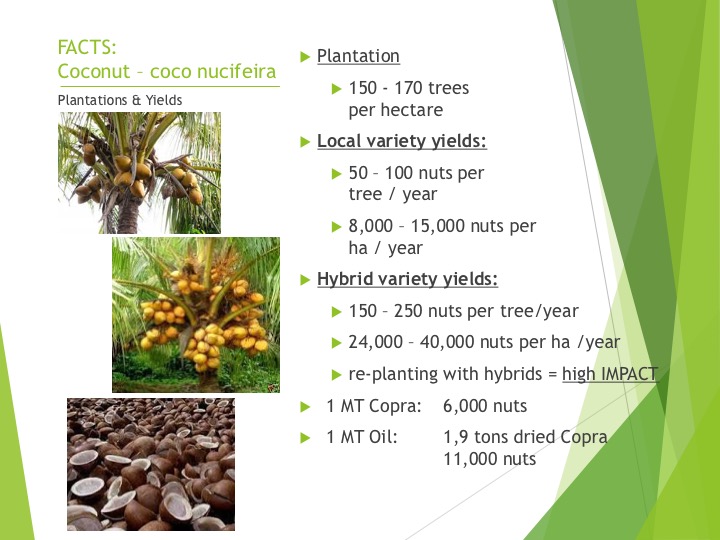 FACTS:
Coconut – coco nucifeira
Plantations & Yields
Plantation
150 - 170 trees
per hectare
Local variety yields:
50 – 100 nuts per
tree / year
8,000 – 15,000 nuts per
ha / year
Hybrid variety yields:
150 – 250 nuts per tree/year
24,000 – 40,000 nuts per ha /year
re-planting with hybrids = high IMPACT
1 MT Copra: 6,000 nuts
1 MT Oil: 1,9 tons dried Copra
11,000 nuts